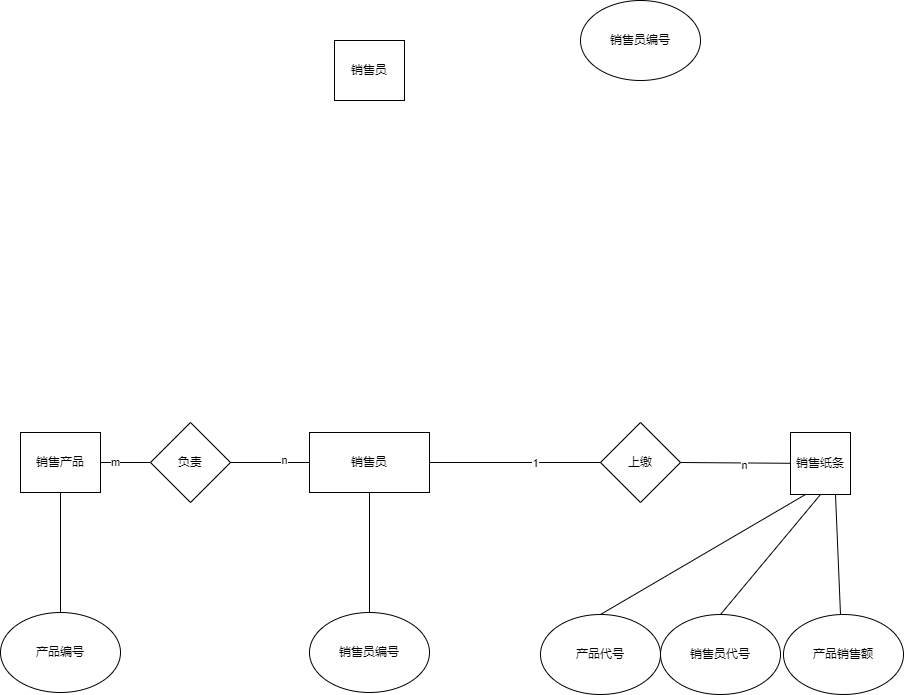 销售员编号
销售员
销售产品
m
负责
n
销售员
1
上缴
n
销售纸条
产品编号
销售员编号
产品代号
销售员代号
产品销售额